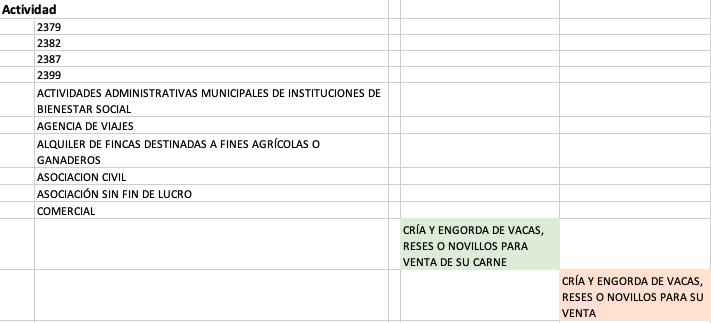 Actividad
2379
2382
2387
2399
ACTIVIDADES ADMINISTRATIVAS MUNICIPALES DE INSTITUCIONES DE
BIENESTAR SOCIAL
AGENCIA DE VIAJES
ALQUILER DE FINCAS DESTINADAS A FINES AGRÍCOLAS O
GANADEROS
ASOCIACION CIVIL
ASOCIACIÓN SIN FIN DE LUCRO
COMERCIAL
CRÍA Y ENGORDA DE VACAS,
RESES O NOVILLOS PARA
VENTA DE SU CARNE
CRÍA Y ENGORDA DE VACAS,
RESES O NOVILLOS PARA SU
VENTA